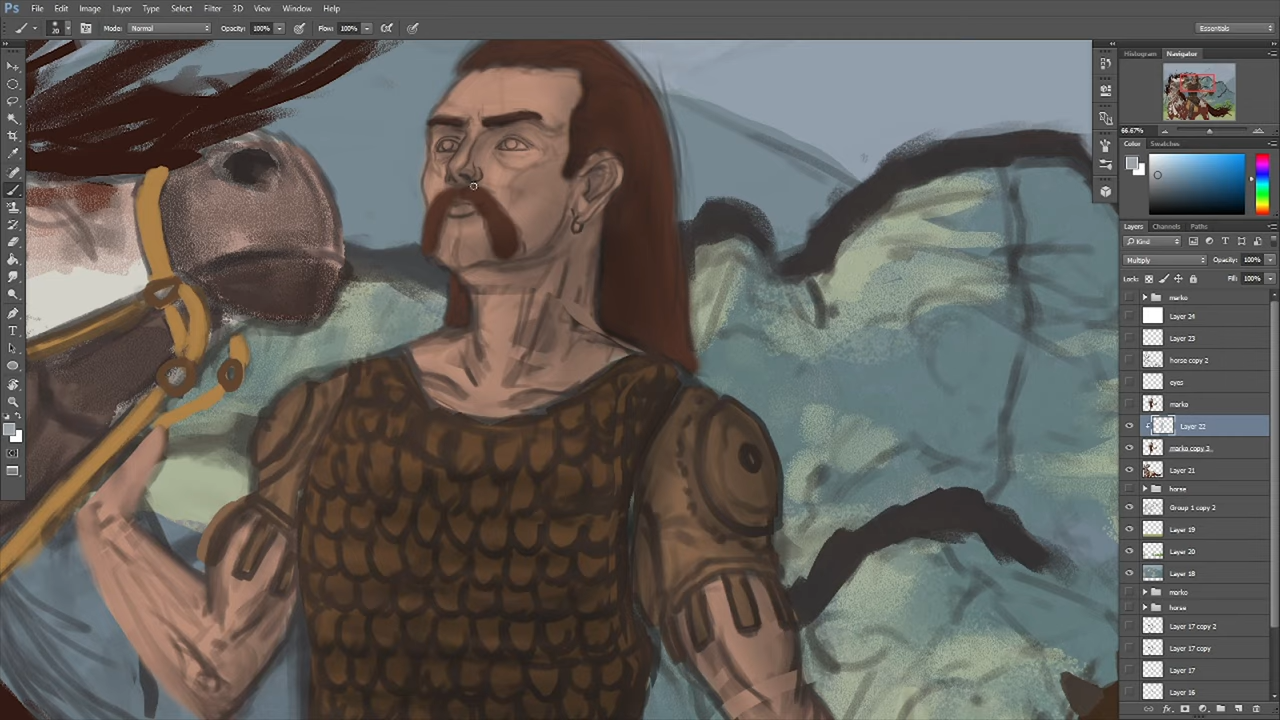 Ps File Edit Image Layer Type Select Filter 3D View Window Help
20 Mode: Normal Opacity: 100% Flow: 100% Essentials
Histogram Navigator
66.67%
Color Swatches
Layers Channels Paths
Kind
Multiply Opacity: 100%
Lock: Fill: 100%
marko
Layer 24
Layer 23
horse copy 2
eyes
marko
Layer 22
marko copy 3
Layer 21
horse
Group 1 copy 2
Layer 19
Layer 20
Layer 18
marko
horse
Layer 17 copy 2
Layer 17 copy
Layer 17
Layer 16